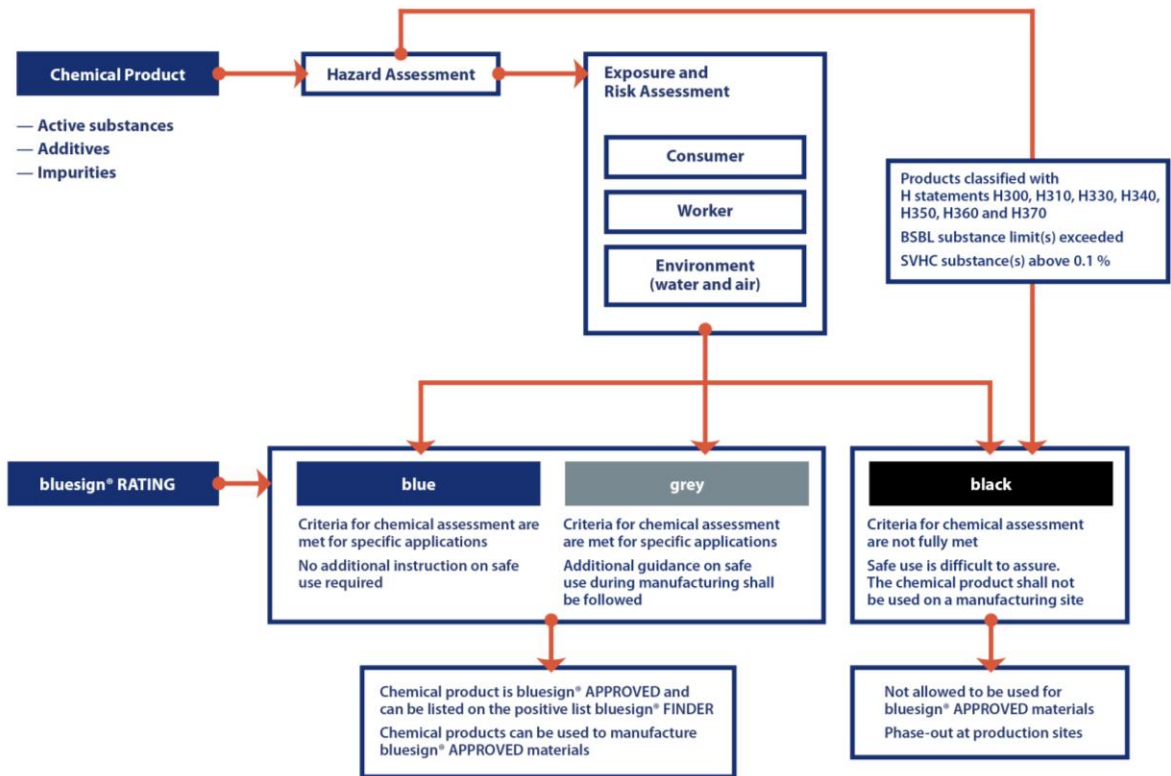 Chemical Product
— Active substances
— Additives
— Impurities
Hazard Assessment
Exposure and
Risk Assessment
Consumer
Worker
Environment
(water and air)
Products classified with
H statements H300, H310, H330, H340,
H350, H360 and H370
BSBL substance limit(s) exceeded
SVHC substance(s) above 0.1 %
bluesign® RATING
blue
Criteria for chemical assessment are
met for specific applications
No additional instruction on safe
use required
grey
Criteria for chemical assessment
are met for specific applications
Additional guidance on safe
use during manufacturing shall
be followed
black
Criteria for chemical assessment
are not fully met
Safe use is difficult to assure.
The chemical product shall not
be used on a manufacturing site
Chemical product is bluesign® APPROVED and
can be listed on the positive list bluesign® FINDER
Chemical products can be used to manufacture
bluesign® APPROVED materials
Not allowed to be used for
bluesign® APPROVED materials
Phase-out at production sites